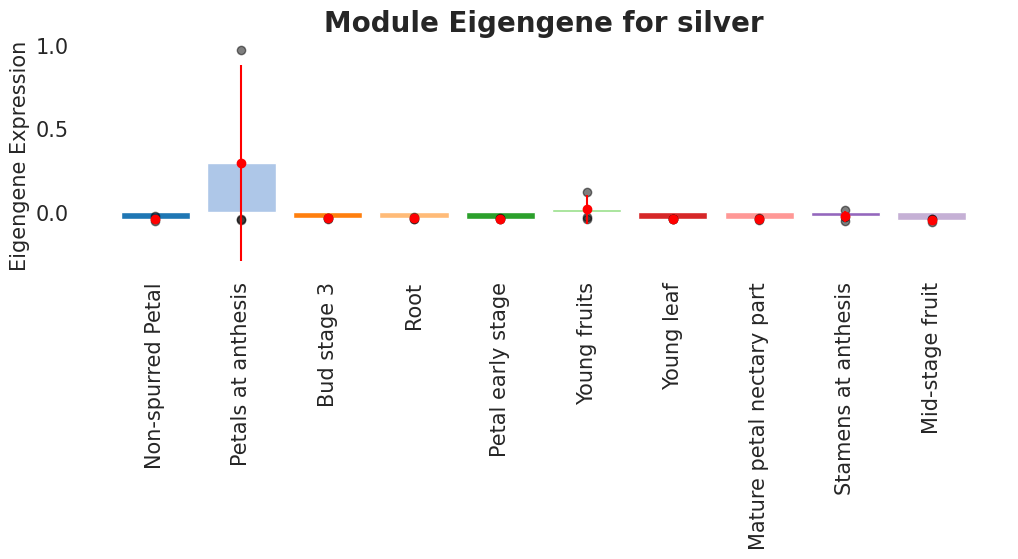 Module Eigengene for silver
Eigengene Expression
1.0
0.5
0.0
Non-spurred Petal
Petals at anthesis
Bud stage 3
Root
Petal early stage
Young fruits
Young leaf
Mature petal nectary part
Stamens at anthesis
Mid-stage fruit